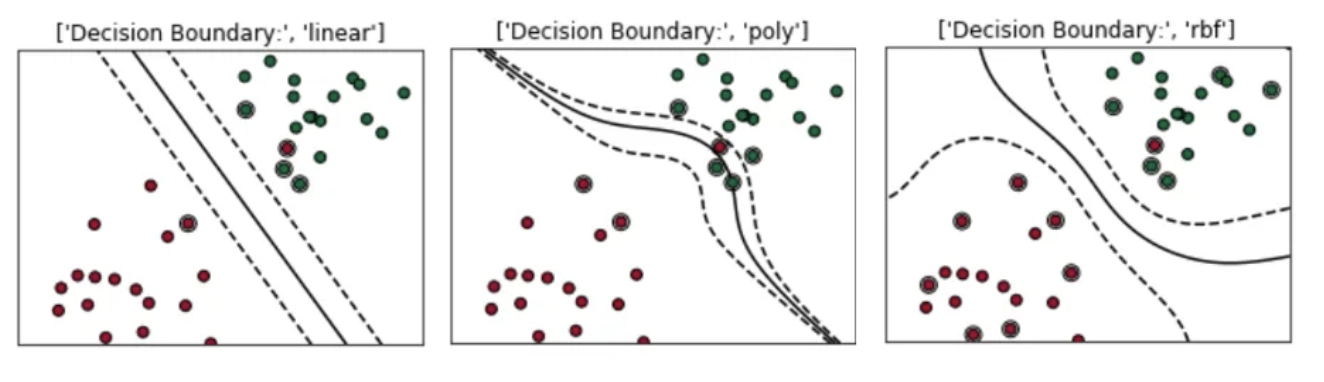 ['Decision Boundary:', 'linear']
['Decision Boundary:', 'poly']
['Decision Boundary:', 'rbf']